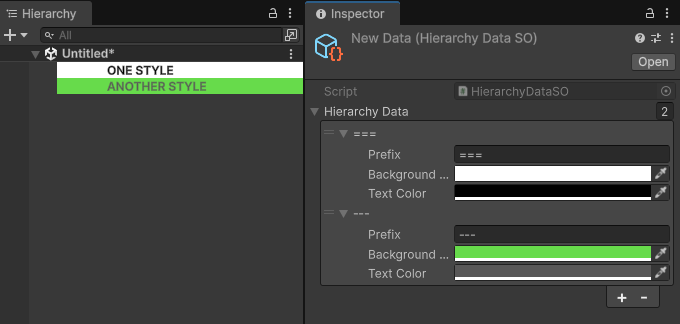 Hierarchy
All
Untitled*
ONE STYLE
ANOTHER STYLE
Inspector
New Data (Hierarchy Data SO)
Open
Script
HierarchyDataSO
Hierarchy Data
2
===
Prefix
===
Background ...
Text Color
---
Prefix
---
Background ...
Text Color
+ -